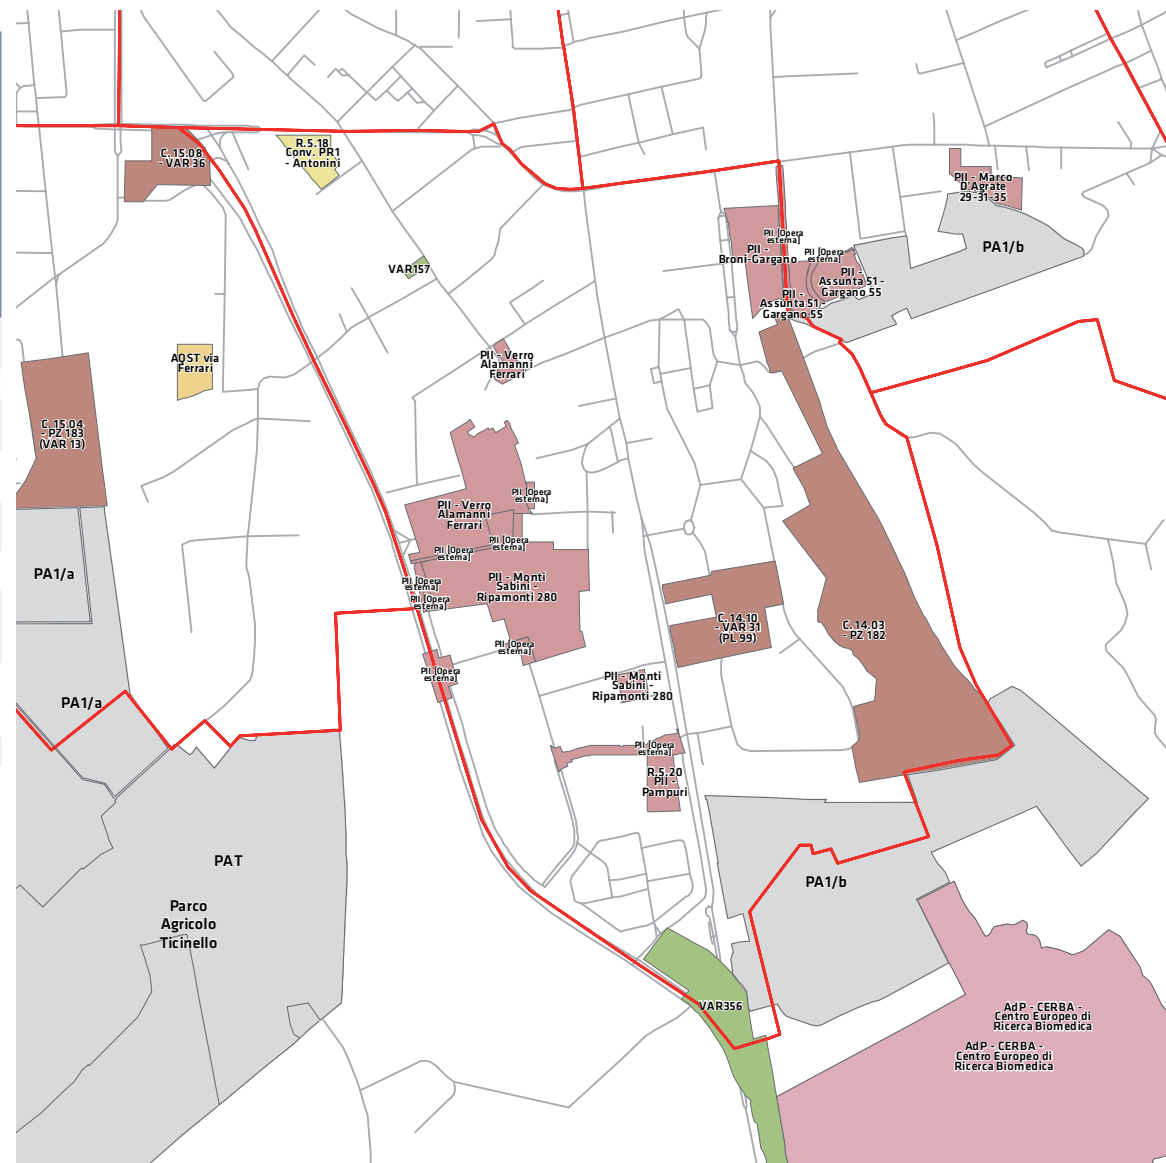 C.15.08
- VAR 36
R.5.18
Conv. PR1
- Antonini
PII - Marco
D'Agrate
29-31-35
PA1/b
PII [Opera
esterna]
PII -
Broni-Gargano
PII [Opera
esterna]
PII -
Assunta 51 -
Gargano 55
PII -
Assunta 51 -
Gargano 55
VAR157
AQST via
Ferrari
PII - Verro
Alamanni
Ferrari
C.15.04
- PZ 183
(VAR 13)
PII [Opera
esterna]
PII - Verro
Alamanni
Ferrari
PII [Opera
esterna]
PII [Opera
esterna]
PA1/a
PII [Opera
esterna]
PII - Monti
Sabini -
Ripamonti 280
PII [Opera
esterna]
C.14.10
- VAR 31
(PL 99)
C.14.03
- PZ 182
PII [Opera
esterna]
PII [Opera
esterna]
PII - Monti
Sabini -
Ripamonti 280
PA1/a
PII [Opera
esterna]
R.5.20
PII -
Pampuri
PAT
PA1/b
Parco
Agricolo
Ticinello
VAR356
AdP - CERBA -
Centro Europeo di
Ricerca Biomedica
AdP - CERBA -
Centro Europeo di
Ricerca Biomedica